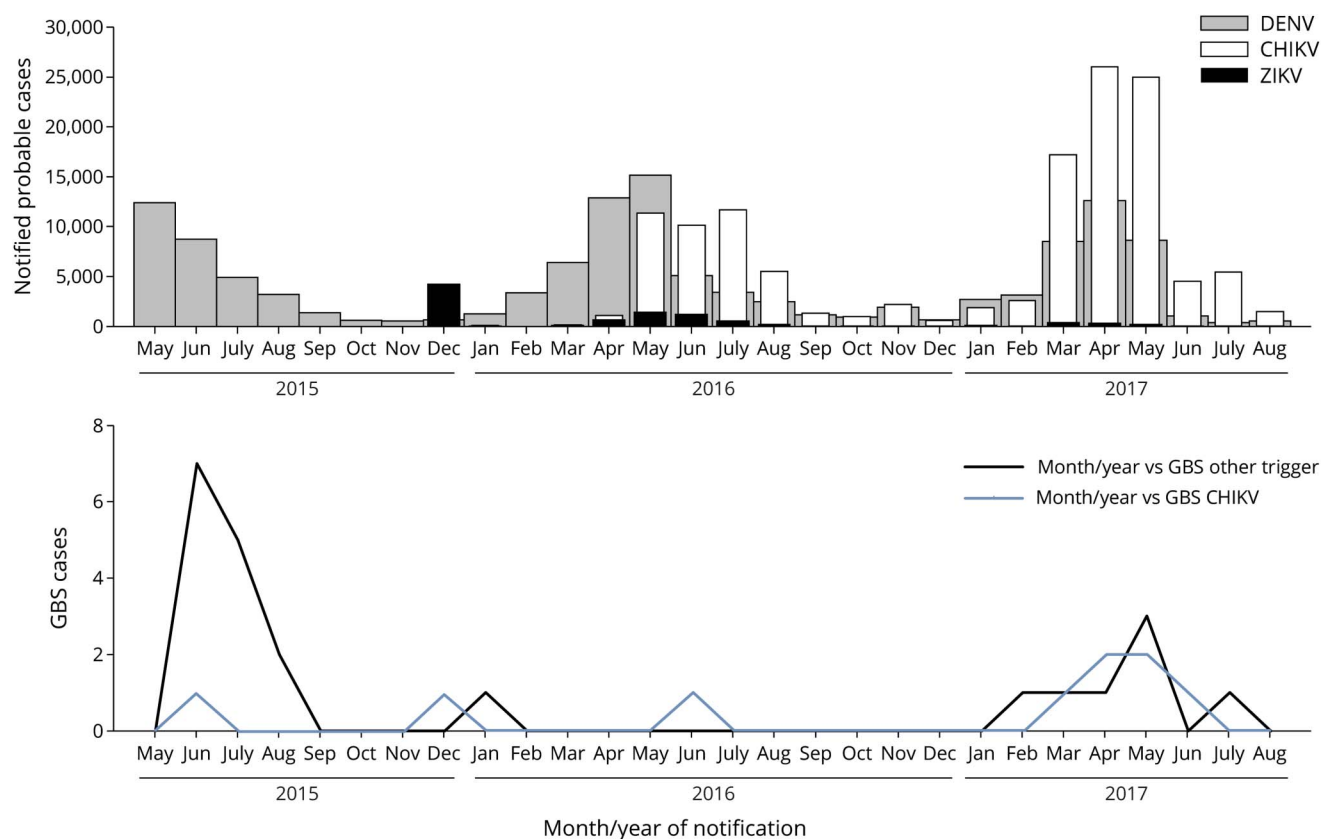 30,000
25,000
20,000
15,000
10,000
5,000
0
Notified probable cases
DENV
CHIKV
ZIKV
May Jun July Aug Sep Oct Nov Dec Jan Feb Mar Apr May Jun July Aug Sep Oct Nov Dec Jan Feb Mar Apr May Jun July Aug
2015 2016 2017
8
6
4
2
0
GBS cases
Month/year vs GBS other trigger
Month/year vs GBS CHIKV
May Jun July Aug Sep Oct Nov Dec Jan Feb Mar Apr May Jun July Aug Sep Oct Nov Dec Jan Feb Mar Apr May Jun July Aug
2015 2016 2017
Month/year of notification